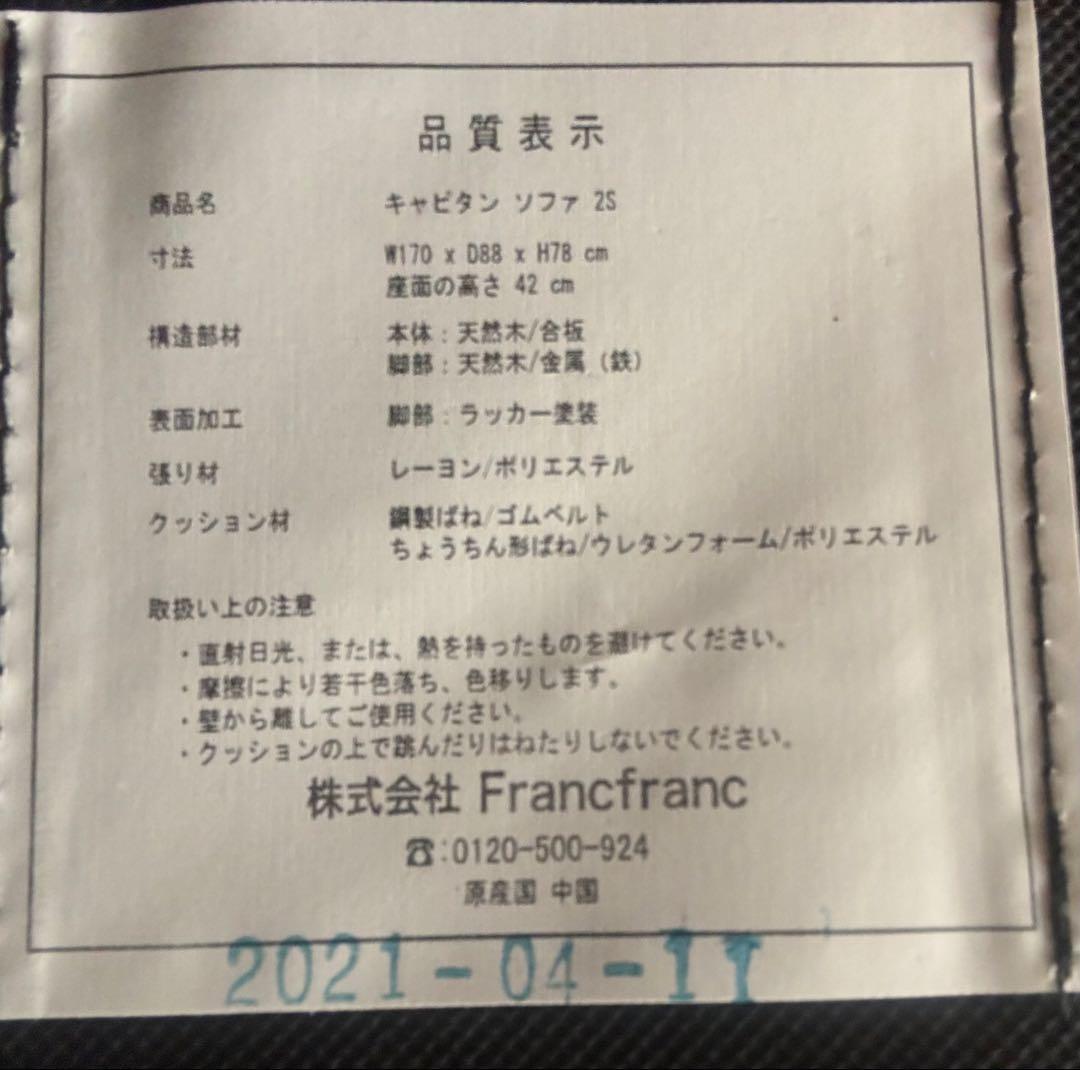 品質表示
商品名 キャピタン ソファ 2S
寸法 W170 x D88 x H78 cm
座面の高さ 42 cm
構造部材 本体：天然木/合板
脚部：天然木/金属（鉄）
表面加工 脚部：ラッカー塗装
張り材 レーヨン/ポリエステル
クッション材 鋼製ばね/ゴムベルト
ちょうちん形ばね/ウレタンフォーム/ポリエステル
取扱い上の注意
・直射日光、または、熱を持ったものを避けてください。
・摩擦により若干色落ち、色移りします。
・壁から離してご使用ください。
・クッションの上で跳んだりはねたりしないでください。
株式会社 Francfranc
☎:0120-500-924
原産国 中国
2021-04-11